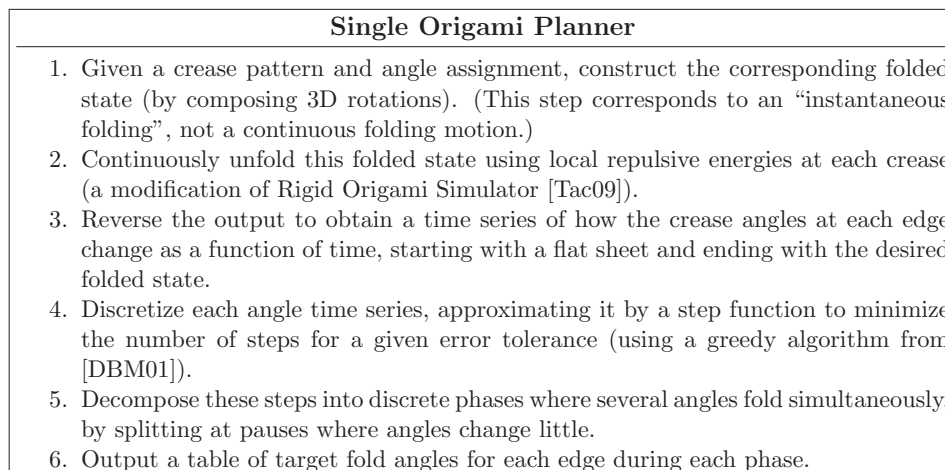 Single Origami Planner
1. Given a crease pattern and angle assignment, construct the corresponding folded
state (by composing 3D rotations). (This step corresponds to an “instantaneous
folding”, not a continuous folding motion.)
2. Continuously unfold this folded state using local repulsive energies at each crease
(a modification of Rigid Origami Simulator [Tac09]).
3. Reverse the output to obtain a time series of how the crease angles at each edge
change as a function of time, starting with a flat sheet and ending with the desired
folded state.
4. Discretize each angle time series, approximating it by a step function to minimize
the number of steps for a given error tolerance (using a greedy algorithm from
[DBM01]).
5. Decompose these steps into discrete phases where several angles fold simultaneously,
by splitting at pauses where angles change little.
6. Output a table of target fold angles for each edge during each phase.